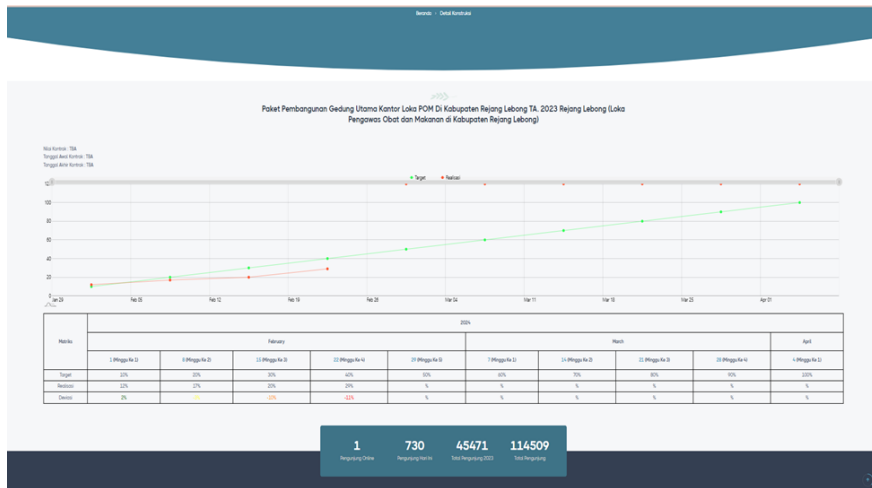 Beranda - Detail Konstruksi
Paket Pembangunan Gedung Utama Kantor Loka POM Di Kabupaten Rejang Lebong TA. 2023 Rejang Lebong (Loka
Pengawas Obat dan Makanan di Kabupaten Rejang Lebong)
Nilai Kontrak : TBA
Tanggal Awal Kontrak : TBA
Tanggal Akhir Kontrak : TBA
Target Realisasi
100
80
60
40
20
0
Jan 29 Feb 05 Feb 12 Feb 19 Feb 26 Mar 04 Mar 11 Mar 18 Mar 25 Apr 01
2024
Metriks February March April
1 (Minggu Ke 1) 8 (Minggu Ke 2) 15 (Minggu Ke 3) 22 (Minggu Ke 4) 29 (Minggu Ke 5) 7 (Minggu Ke 1) 14 (Minggu Ke 2) 21 (Minggu Ke 3) 28 (Minggu Ke 4) 4 (Minggu Ke 1)
Target 10% 20% 30% 40% 50% 60% 70% 80% 90% 100%
Realisasi 12% 17% 20% 29% % % % % % %
Deviasi 2% -10% -11% % % % % % %
1 730 45471 114509
Pengunjung Online Pengunjung Hari Ini Total Pengunjung 2023 Total Pengunjung